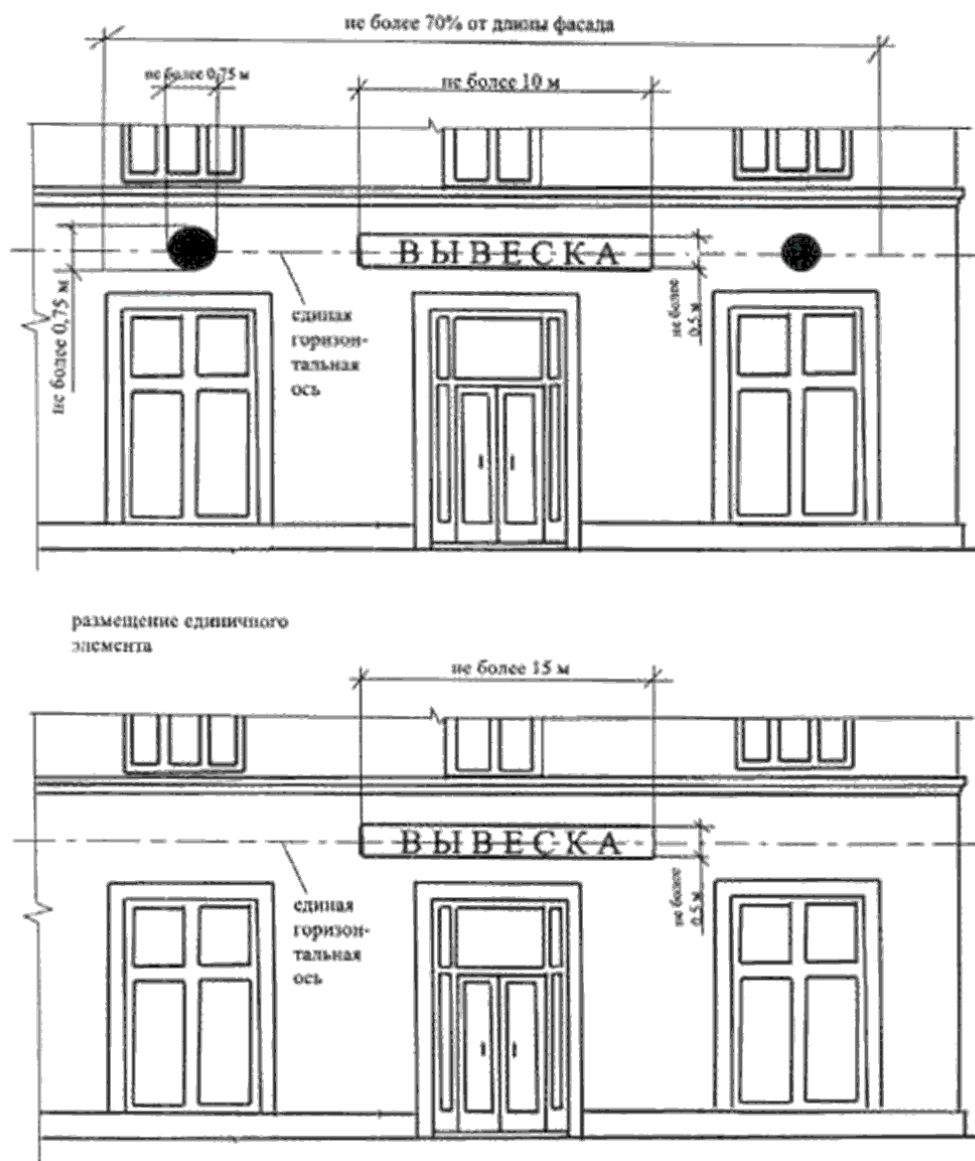 не более 70% от длины фасада
не более 0,75 м
не более 10 м
ВЫВЕСКА
не более 0,75 м
единая
горизон-
тальная
ось
не более
0,5 м
размещение единичного
элемента
не более 15 м
ВЫВЕСКА
единая
горизон-
тальная
ось
не более
0,5 м